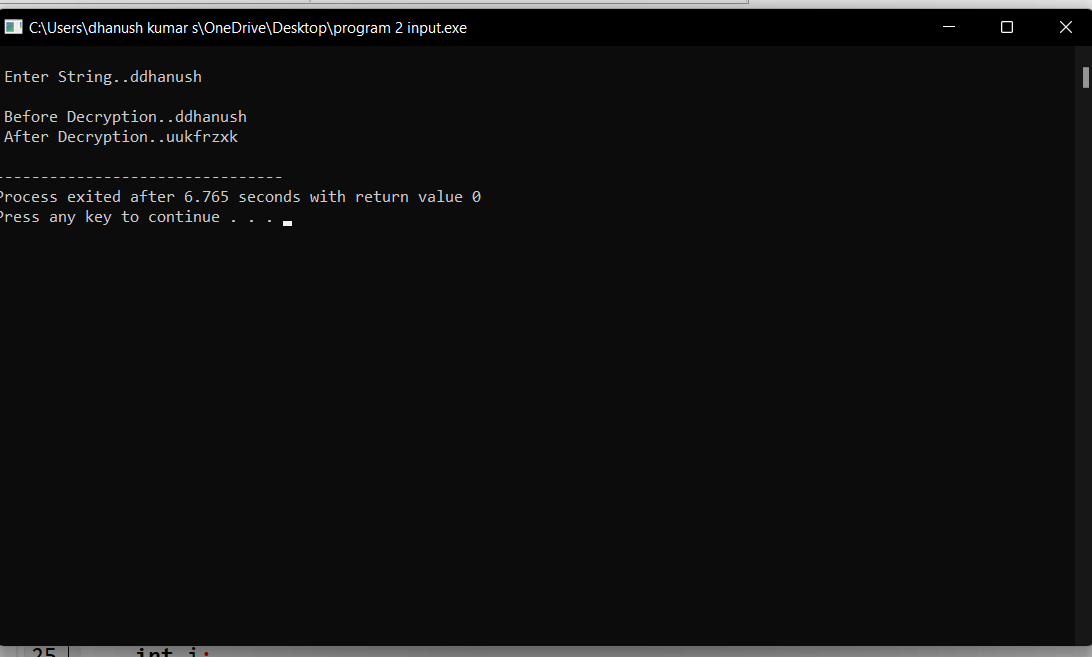 C:\Users\dhanush kumar s\OneDrive\Desktop\program 2 input.exe
Enter String..ddhanush
Before Decryption..ddhanush
After Decryption..uukfrzxk
--------------------------------
Process exited after 6.765 seconds with return value 0
Press any key to continue . . .
25 int i;